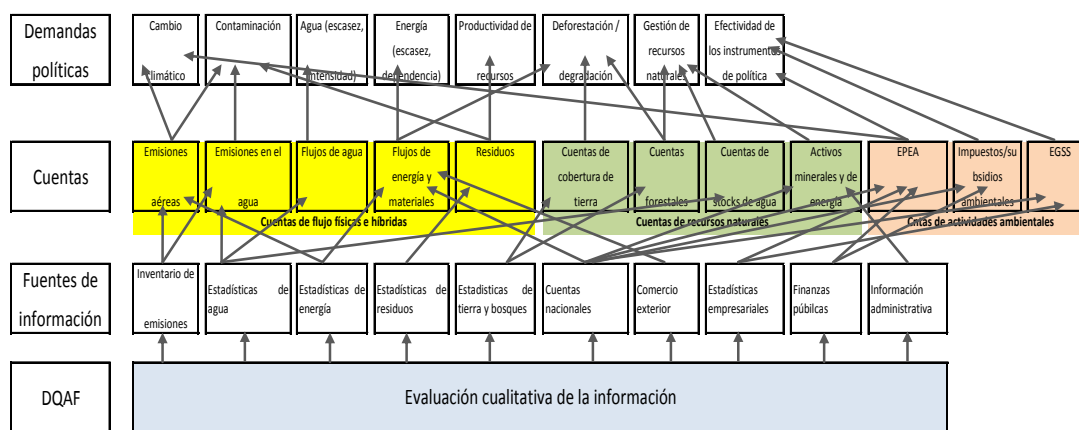 Demandas
políticas
Cambio
climático
Contaminación
Agua (escasez,
intensidad)
Energía
(escasez,
dependencia)
Productividad de
recursos
Deforestación /
degradación
Gestión de
recursos
naturales
Efectividad de
los instrumentos
de política
Cuentas
Emisiones
aéreas
Emisiones en el
agua
Flujos de agua
Flujos de
energía y
materiales
Residuos
Cuentas de
cobertura de
tierra
Cuentas
forestales
Cuentas de
stocks de agua
Activos
minerales y de
energía
EPEA
Impuestos/su
bsidios
ambientales
EGSS
Cuentas de flujo físicas e híbridas
Cuentas de recursos naturales
Cntas de actividades ambientales
Fuentes de
información
Inventario de
emisiones
Estadísticas de
agua
Estadísticas de
energía
Estadísticas de
residuos
Estadisticas de
tierra y bosques
Cuentas
nacionales
Comercio
exterior
Estadísticas
empresariales
Finanzas
púbilcas
Información
administrativa
DQAF
Evaluación cualitativa de la información